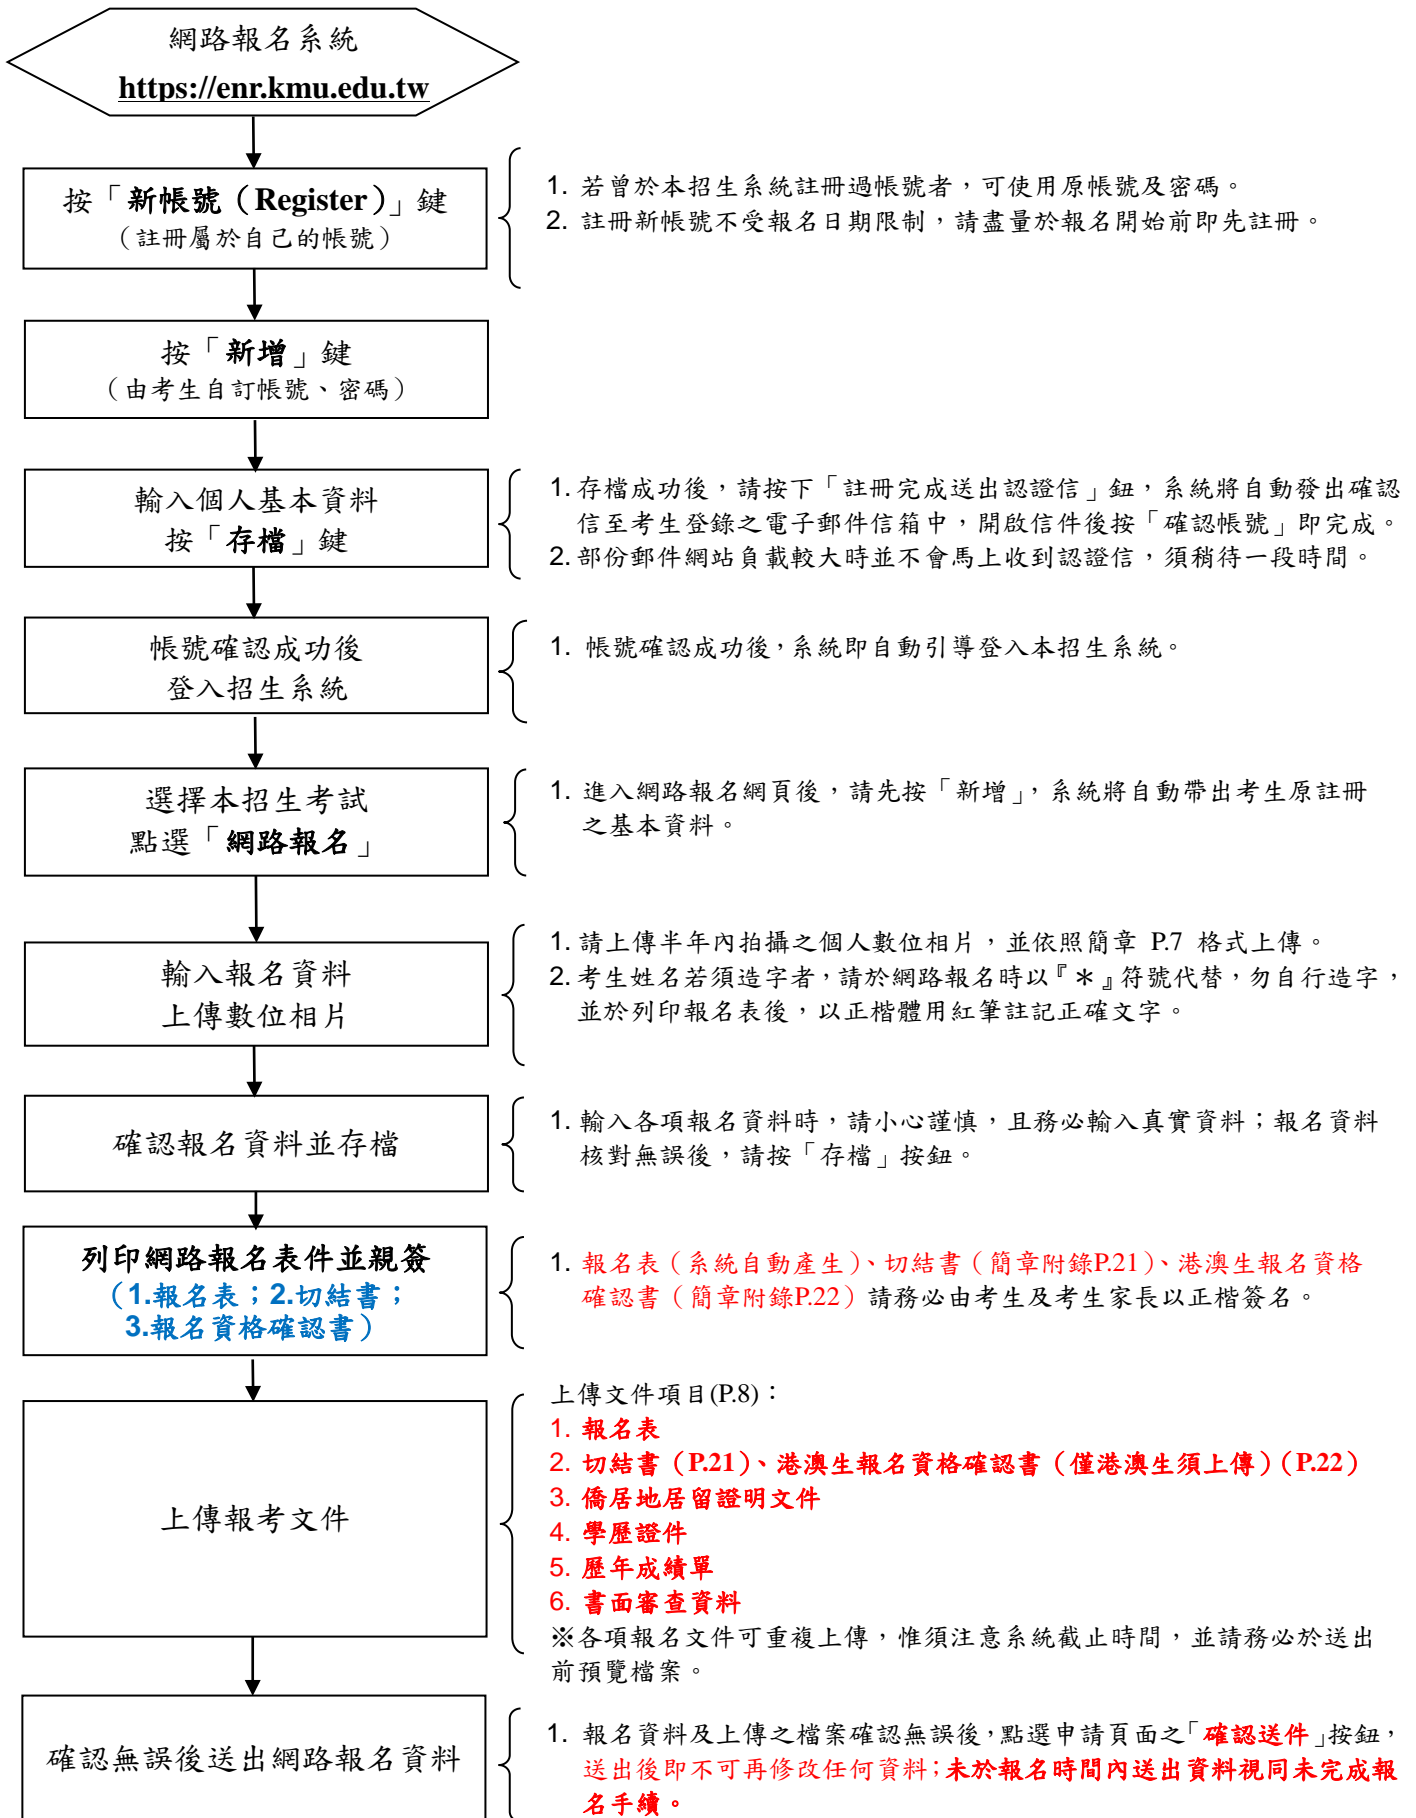 網路報名系統
https://enr.kmu.edu.tw
按「新帳號（Register）」鍵
（註冊屬於自己的帳號）
1. 若曾於本招生系統註冊過帳號者，可使用原帳號及密碼。
2. 註冊新帳號不受報名日期限制，請盡量於報名開始前即先註冊。
按「新增」鍵
（由考生自訂帳號、密碼）
輸入個人基本資料
按「存檔」鍵
1. 存檔成功後，請按下「註冊完成送出認證信」鈕，系統將自動發出確認
信至考生登錄之電子郵件信箱中，開啟信件後按「確認帳號」即完成。
2. 部份郵件網站負載較大時並不會馬上收到認證信，須稍待一段時間。
帳號確認成功後
登入招生系統
1. 帳號確認成功後，系統即自動引導登入本招生系統。
選擇本招生考試
點選「網路報名」
1. 進入網路報名網頁後，請先按「新增」，系統將自動帶出考生原註冊
之基本資料。
輸入報名資料
上傳數位相片
1. 請上傳半年內拍攝之個人數位相片，並依照簡章 P.7 格式上傳。
2. 考生姓名若須造字者，請於網路報名時以『＊』符號代替，勿自行造字，
並於列印報名表後，以正楷體用紅筆註記正確文字。
確認報名資料並存檔
1. 輸入各項報名資料時，請小心謹慎，且務必輸入真實資料；報名資料
核對無誤後，請按「存檔」按鈕。
列印網路報名表件並親簽
（1.報名表；2.切結書；
3.報名資格確認書）
1. 報名表（系統自動產生）、切結書（簡章附錄P.21）、港澳生報名資格
確認書（簡章附錄P.22）請務必由考生及考生家長以正楷簽名。
上傳報考文件
上傳文件項目(P.8)：
1. 報名表
2. 切結書（P.21）、港澳生報名資格確認書（僅港澳生須上傳）（P.22）
3. 僑居地居留證明文件
4. 學歷證件
5. 歷年成績單
6. 書面審查資料
※各項報名文件可重複上傳，惟須注意系統截止時間，並請務必於送出
前預覽檔案。
確認無誤後送出網路報名資料
1. 報名資料及上傳之檔案確認無誤後，點選申請頁面之「確認送件」按鈕，
送出後即不可再修改任何資料；未於報名時間內送出資料視同未完成報
名手續。